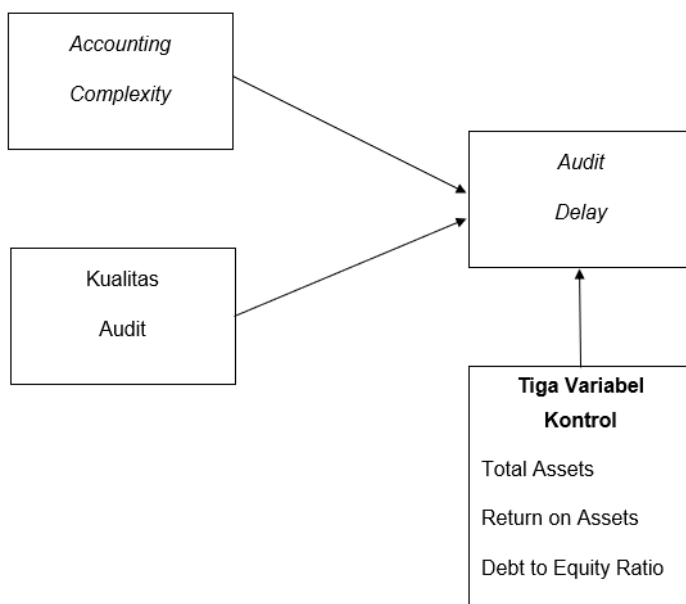 Accounting
Complexity
Audit
Delay
Kualitas
Audit
Tiga Variabel
Kontrol
Total Assets
Return on Assets
Debt to Equity Ratio